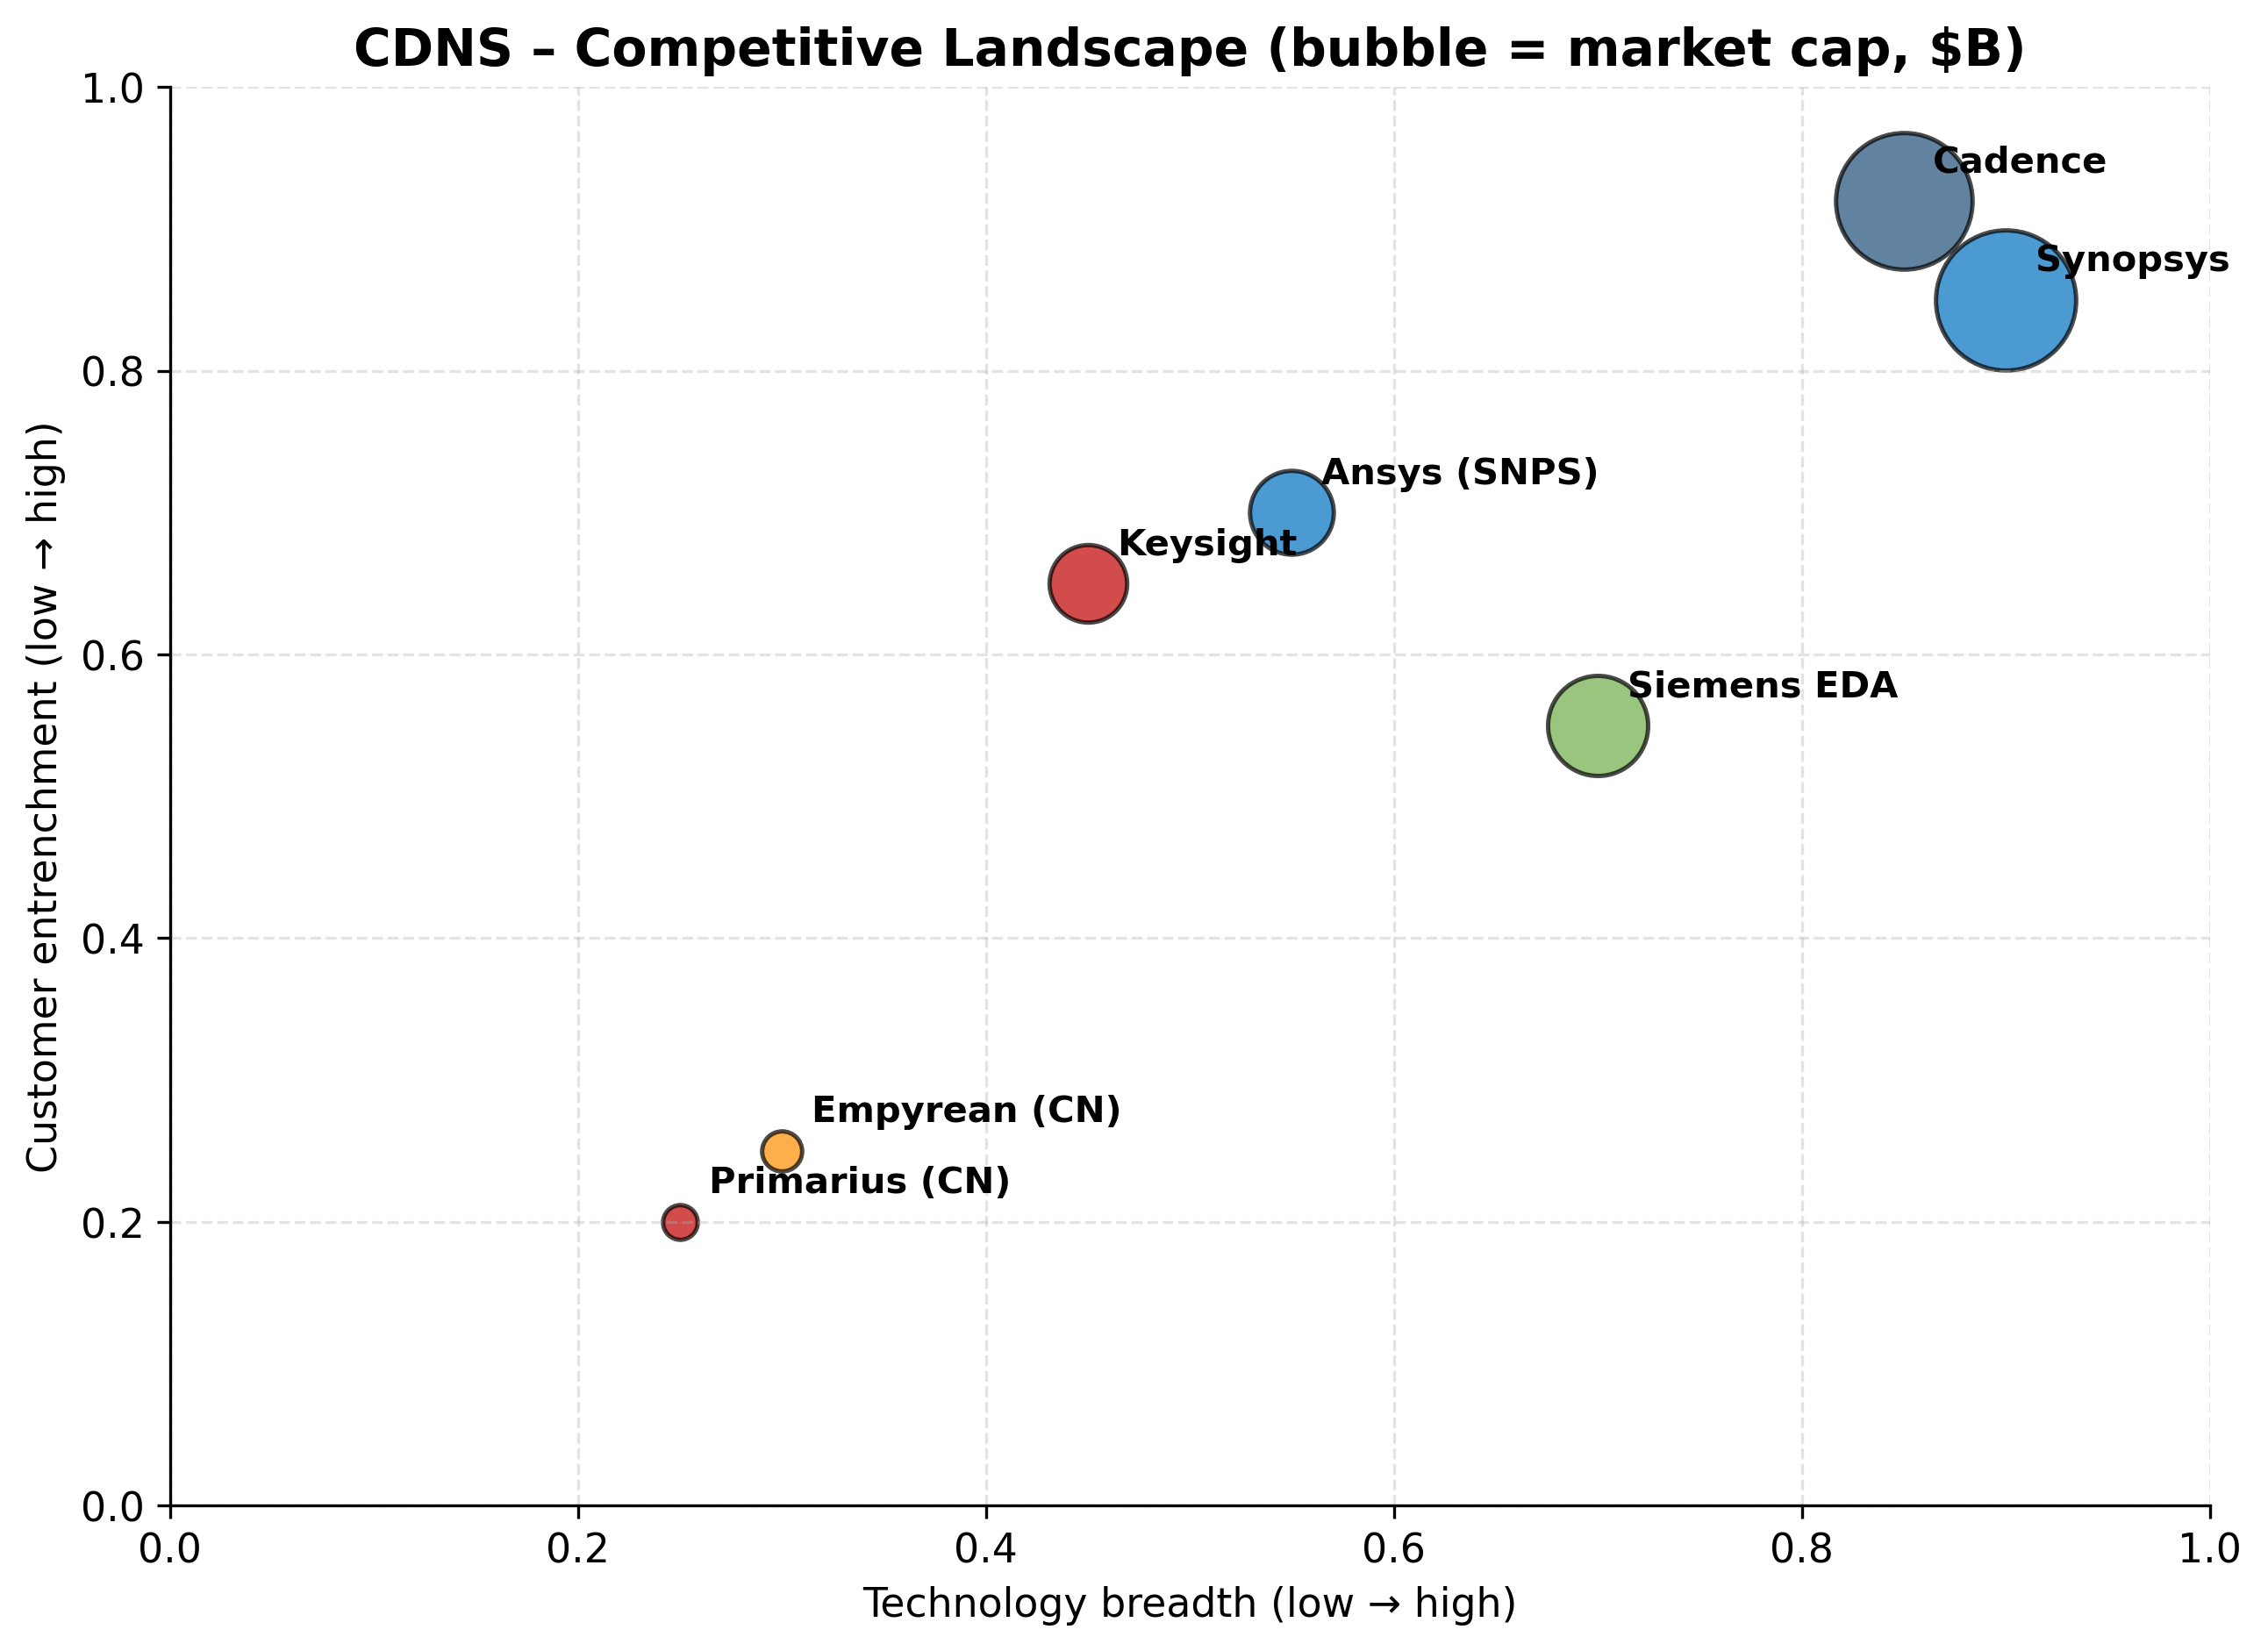 CDNS – Competitive Landscape (bubble = market cap, $B)
Customer entrenchment (low → high)
1.0
0.8
0.6
0.4
0.2
0.0
Cadence
Synopsys
Ansys (SNPS)
Keysight
Siemens EDA
Empyrean (CN)
Primarius (CN)
0.0 0.2 0.4 0.6 0.8 1.0
Technology breadth (low → high)